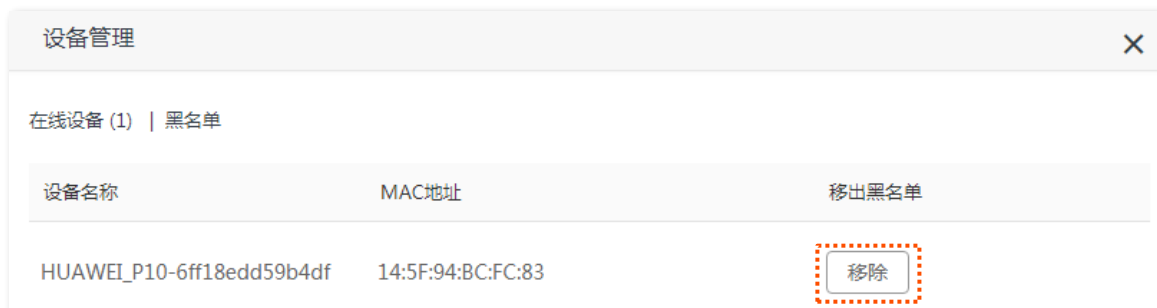 设备管理
在线设备 (1) | 黑名单
设备名称 MAC地址 移出黑名单
HUAWEI_P10-6ff18edd59b4df 14:5F:94:BC:FC:83 移除